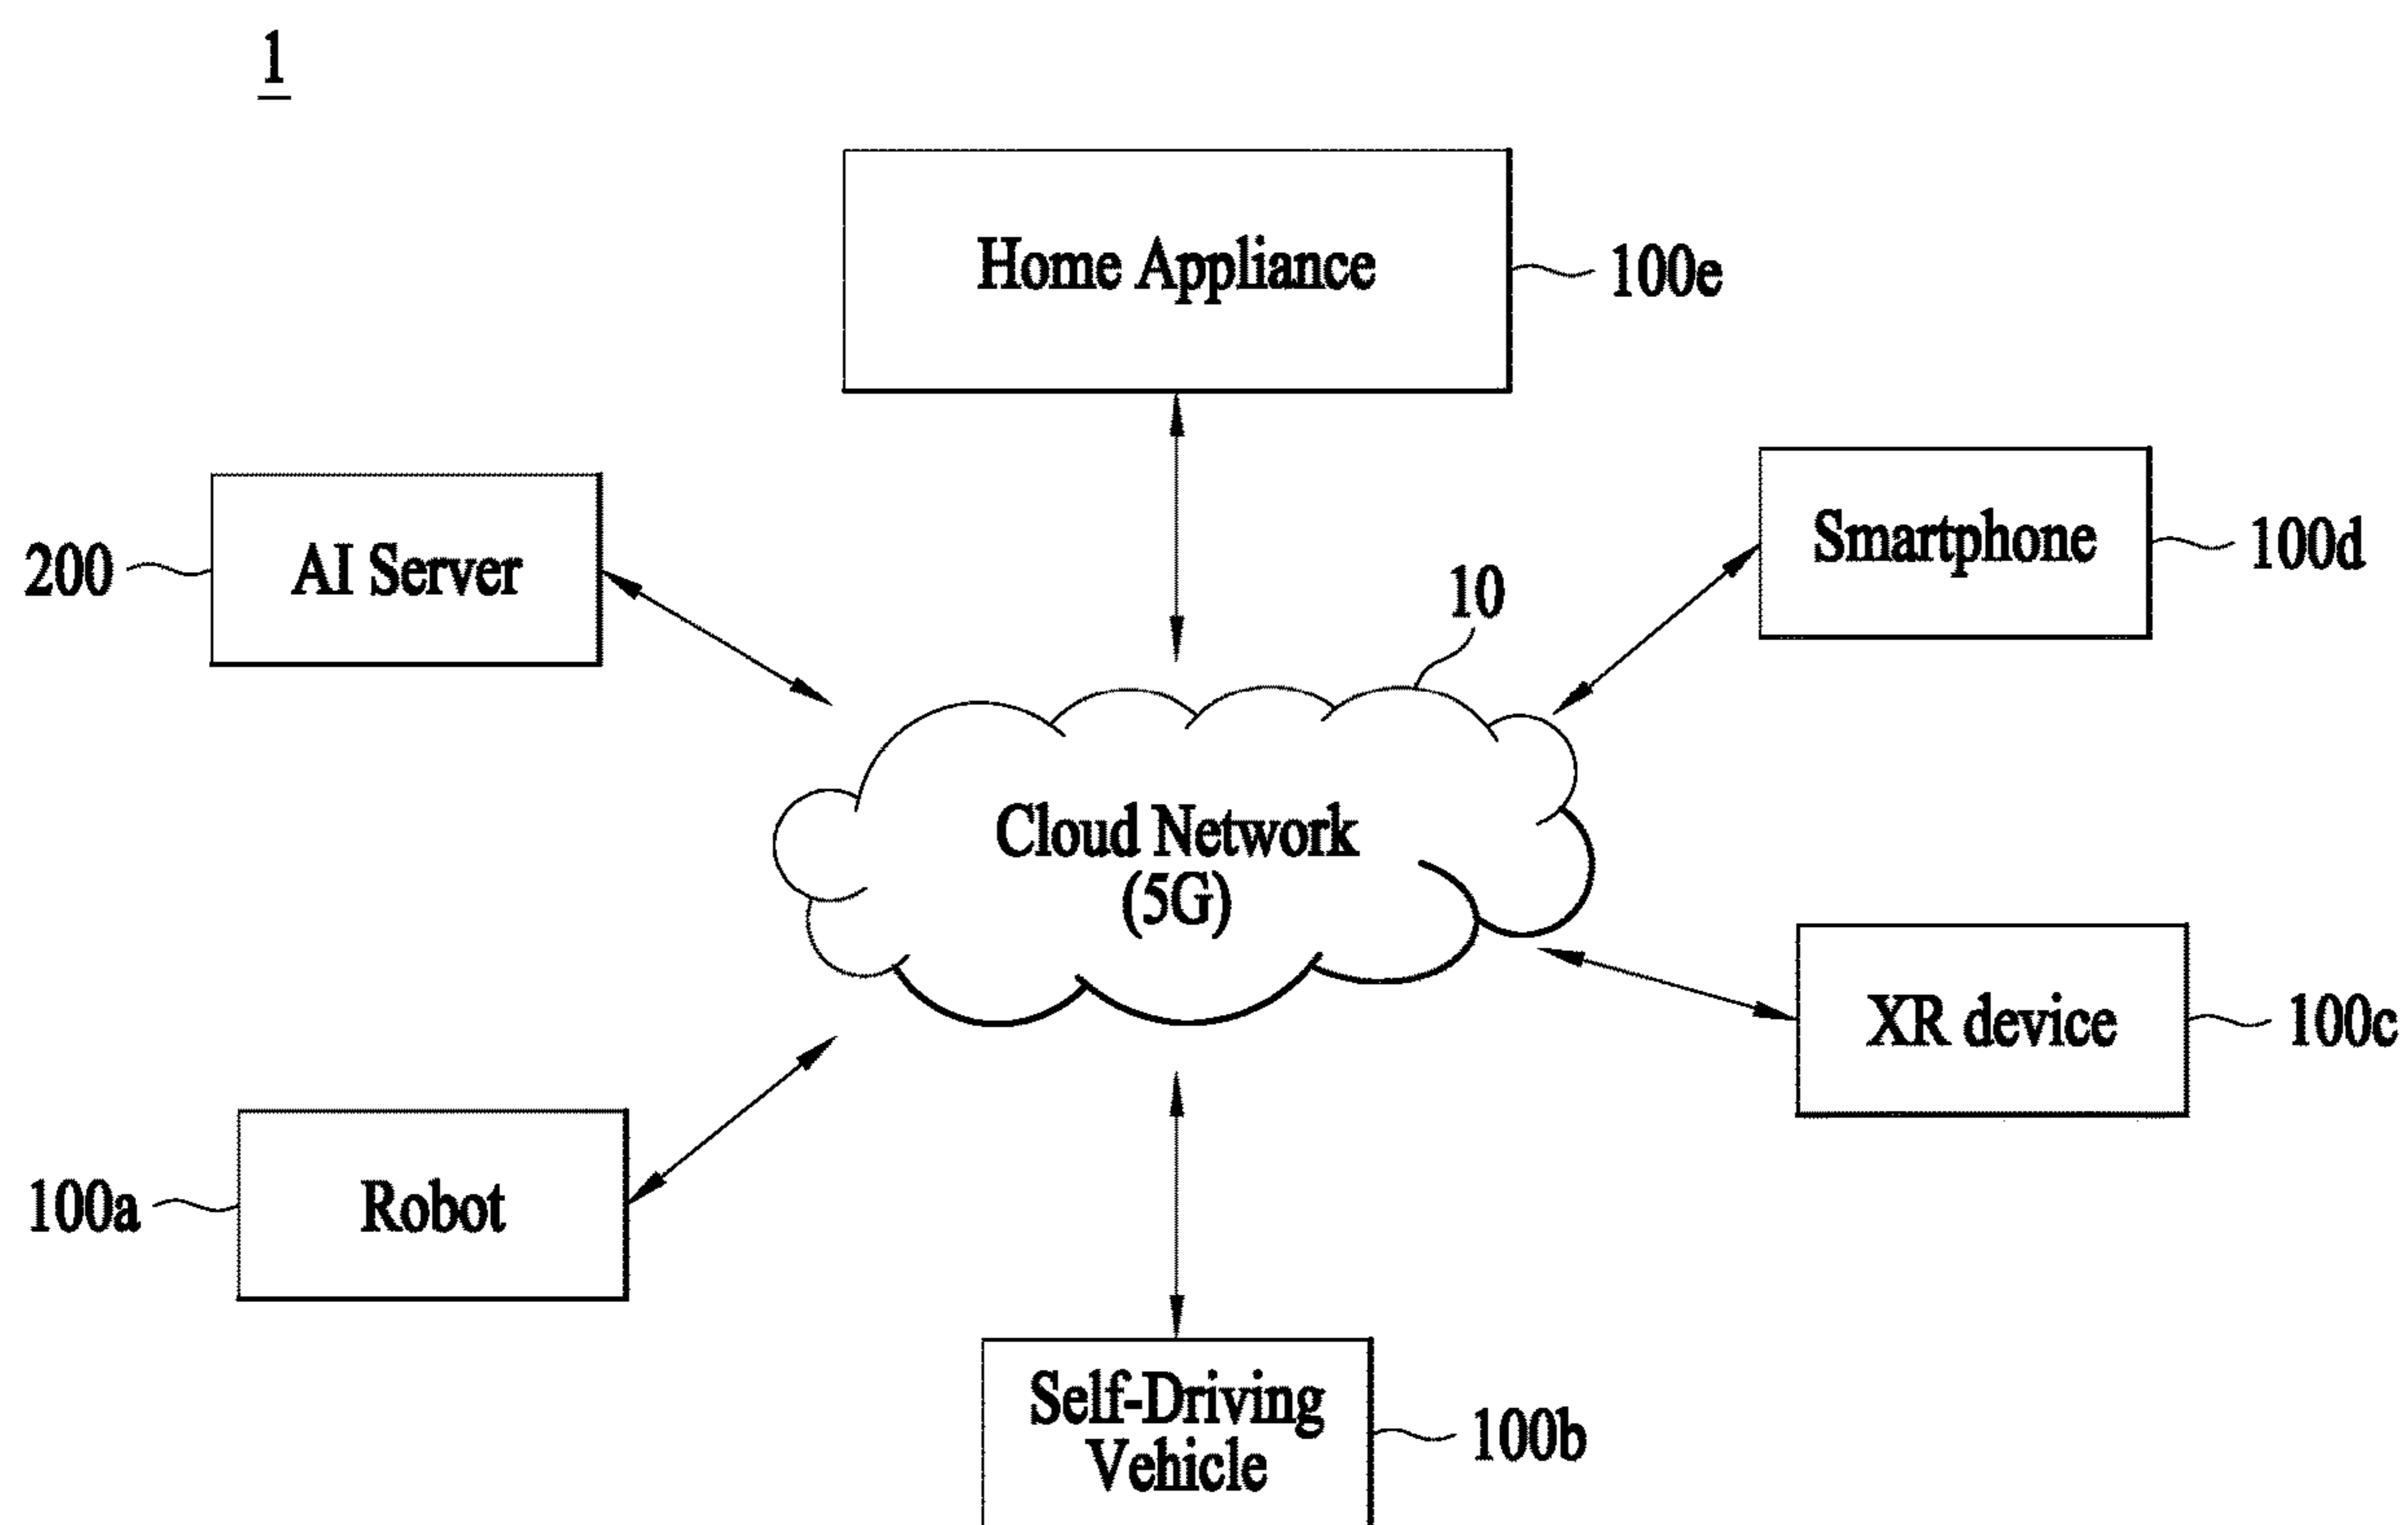 1
Home Appliance
100e
Smartphone
100d
200
AI Server
10
Cloud Network
(5G)
XR device
100c
100a
Robot
Self-Driving
Vehicle
100b